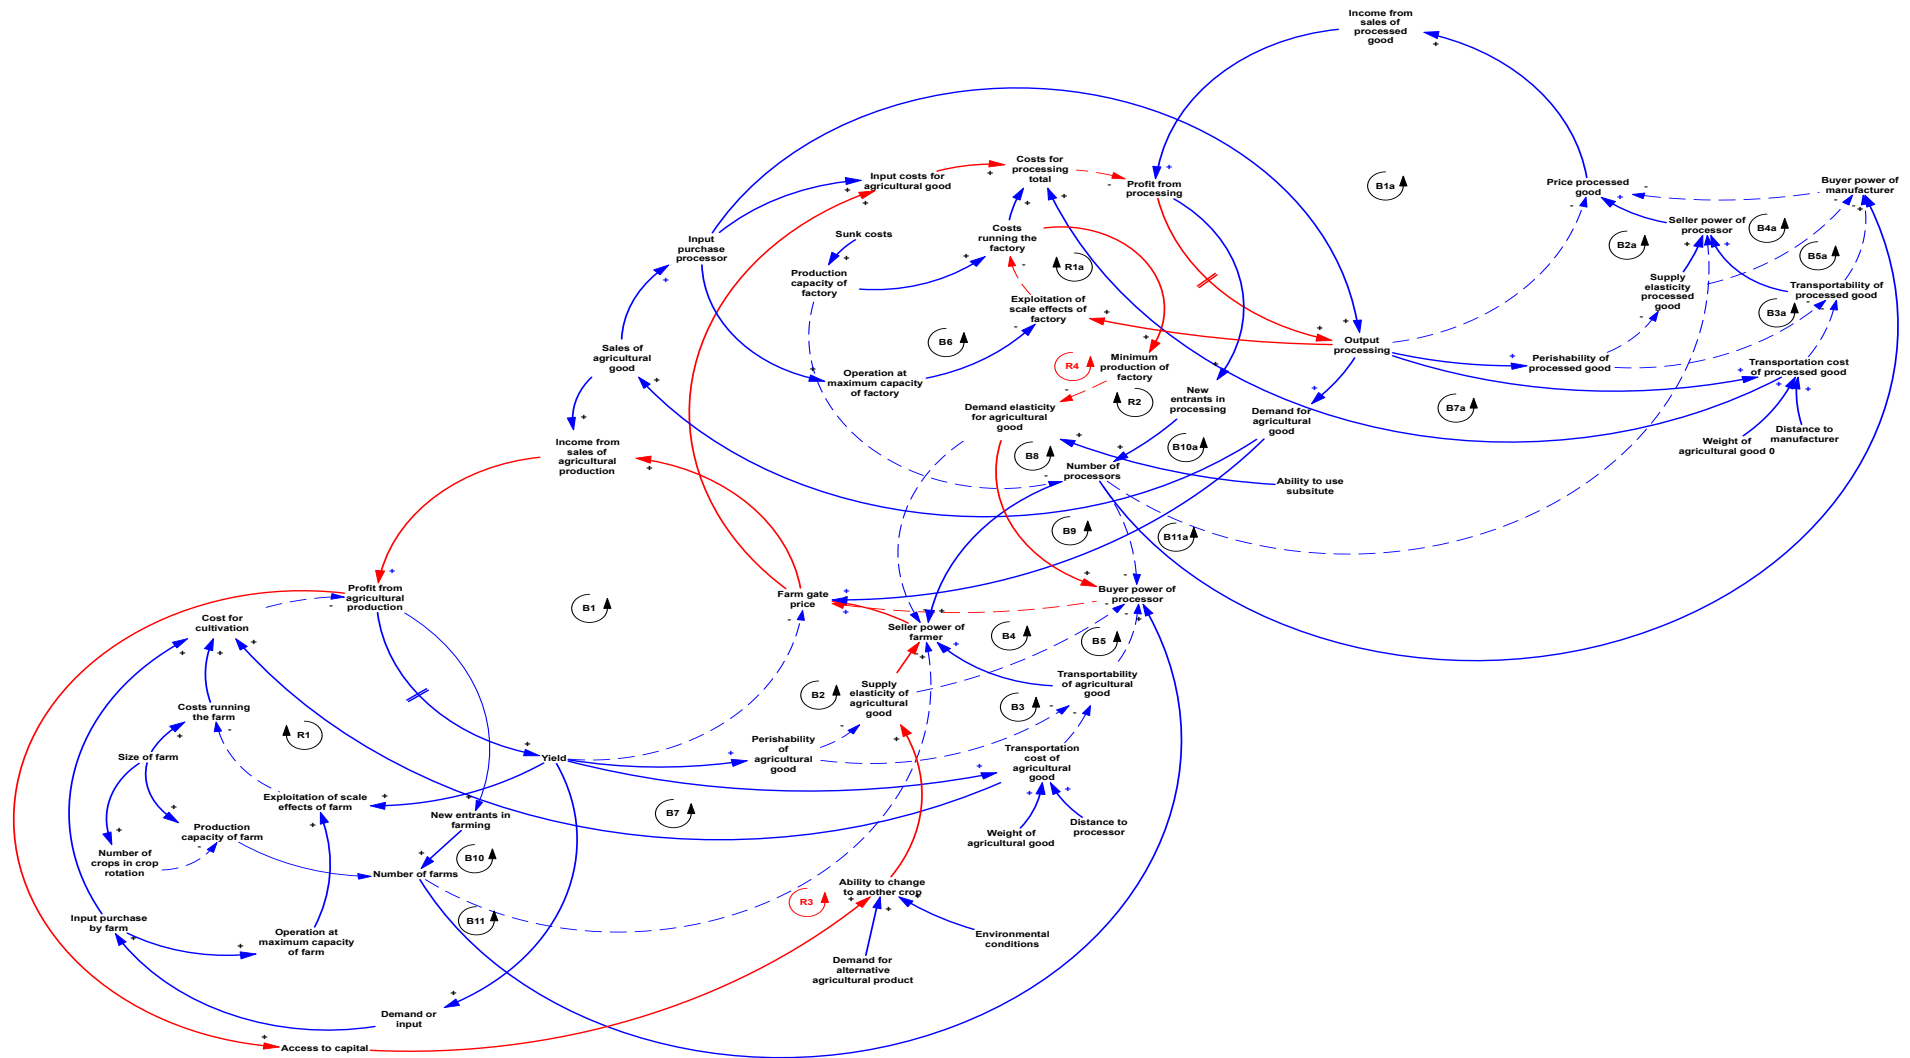 Income from
sales of
processed
good
B1a
Price processed
good
Buyer power of
manufacturer
Seller power of
processor
B4a
B2a
B5a
Supply
elasticity
processed
good
Transportability of
processed good
B3a
Costs for
processing
total
Input costs for
agricultural good
Profit from
processing
Sunk costs
Input
purchase
processor
Costs
running the
factory
R1a
Production
capacity of
factory
Exploitation of
scale effects of
factory
B6
Output
processing
Sales of
agricultural
good
R4
Minimum
production of
factory
Perishability of
processed good
Transportation cost
of processed good
Operation at
maximum capacity
of factory
R2
New
entrants in
processing
Demand elasticity
for agricultural
good
Demand for
agricultural
good
B7a
Distance to
manufacturer
Weight of
agricultural good 0
B8
B10a
Income from
sales of
agricultural
production
Number of
processors
Ability to use
subsitute
B9
B11a
Profit from
agricultural
production
B1
Farm gate
price
Buyer power of
processor
Cost for
cultivation
Seller power of
farmer
B4
B5
Supply
elasticity of
agricultural
good
Transportability
of agricultural
good
B2
B3
Costs running
the farm
R1
Size of farm
Yield
Perishability
of
agricultural
good
Transportation
cost of
agricultural
good
Exploitation of scale
effects of farm
New entrants in
farming
B7
Production
capacity of farm
Weight of
agricultural good
Distance to
processor
Number of
crops in crop
rotation
B10
Number of farms
Ability to change
to another crop
R3
B11
Input purchase
by farm
Operation at
maximum capacity
of farm
Environmental
conditions
Demand for
alternative
agricultural product
Demand or
input
Access to capital